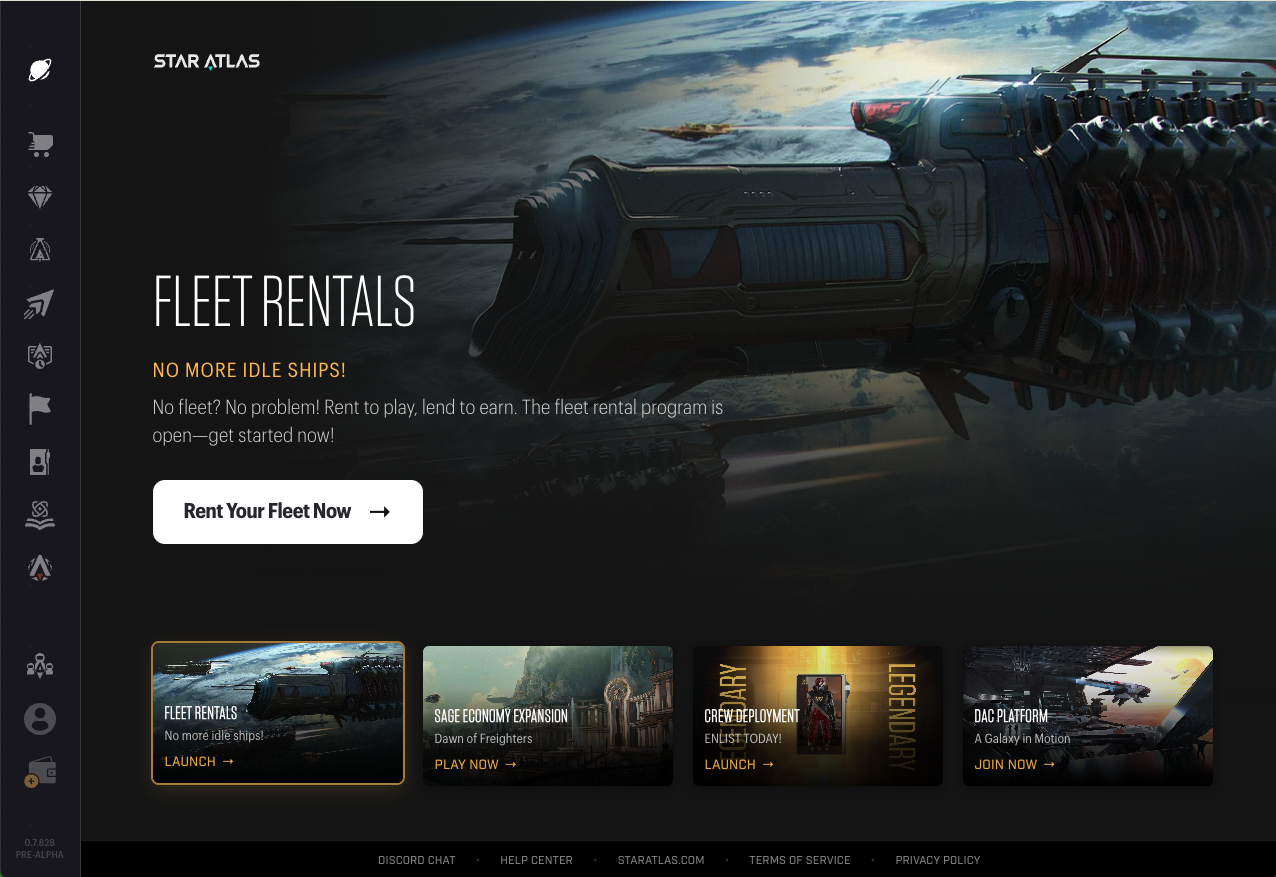 STAR ATLAS
FLEET RENTALS
NO MORE IDLE SHIPS!
No fleet? No problem! Rent to play, lend to earn. The fleet rental program is
open—get started now!
Rent Your Fleet Now →
FLEET RENTALS
No more idle ships!
LAUNCH →
SAGE ECONOMY EXPANSION
Dawn of Freighters
PLAY NOW →
LEGENDARY
LEGENDARY
CREW DEPLOYMENT
ENLIST TODAY!
LAUNCH →
DAC PLATFORM
A Galaxy in Motion
JOIN NOW →
0.7.828
PRE-ALPHA
DISCORD CHAT • HELP CENTER • STARATLAS.COM • TERMS OF SERVICE • PRIVACY POLICY